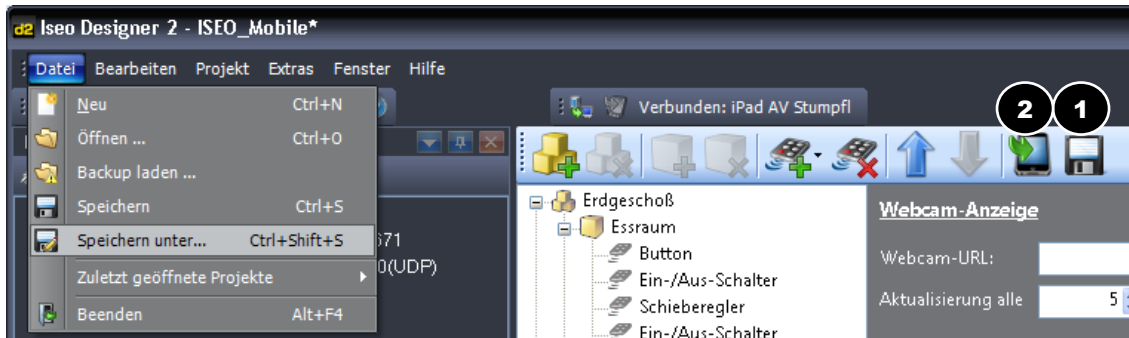 d2 Iseo Designer 2 - ISEO_Mobile*
Datei Bearbeiten Projekt Extras Fenster Hilfe
Neu Ctrl+N
Verbunden: iPad AV Stumpfl
2 1
Öffnen ... Ctrl+O
Backup laden ...
Speichern Ctrl+S
Speichern unter... Ctrl+Shift+S
671
0(UDP)
Zuletzt geöffnete Projekte
Beenden Alt+F4
Erdgeschoß
Essraum
Button
Ein-/Aus-Schalter
Schieberegler
Ein-/Aus-Schalter
Webcam-Anzeige
Webcam-URL:
Aktualisierung alle 5